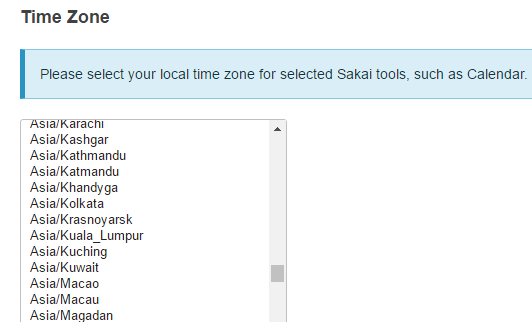 Time Zone
Please select your local time zone for selected Sakai tools, such as Calendar.
Asia/Karachi
Asia/Kashgar
Asia/Kathmandu
Asia/Katmandu
Asia/Khandyga
Asia/Kolkata
Asia/Krasnoyarsk
Asia/Kuala_Lumpur
Asia/Kuching
Asia/Kuwait
Asia/Macao
Asia/Macau
Asia/Magadan